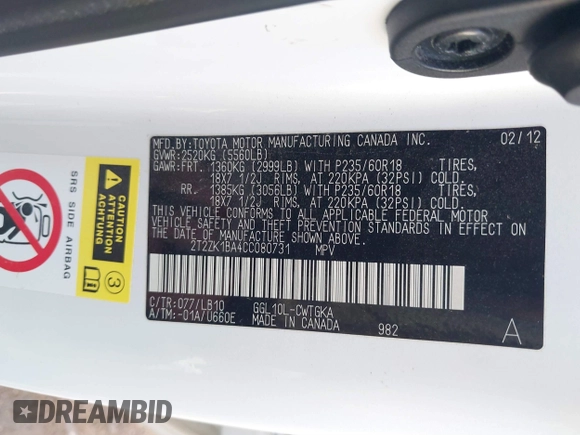 MFD.BY:TOYOTA MOTOR MANUFACTURING CANADA INC. 02/12
GVWR:2520KG (5560LB)
GAWR:FRT. 1360KG (2999LB) WITH P235/60R18 TIRES,
18X7 1/2J RIMS, AT 220KPA (32PSI) COLD.
RR. 1385KG (3056LB) WITH P235/60R18 TIRES,
18X7 1/2J RIMS, AT 220KPA (32PSI) COLD.
THIS VEHICLE CONFORMS TO ALL APPLICABLE FEDERAL MOTOR
VEHICLE SAFETY AND THEFT PREVENTION STANDARDS IN EFFECT ON
THE DATE OF MANUFACTURE SHOWN ABOVE.
2T2ZK1BA4CC080731 MPV
C/TR:077/LB10 GGL10L-CWTGKA
A/TM:-01A/U660E MADE IN CANADA 982 A
SRS SIDE AIRBAG
CAUTION
ATTENTION
ACHTUNG
3
DREAMBID